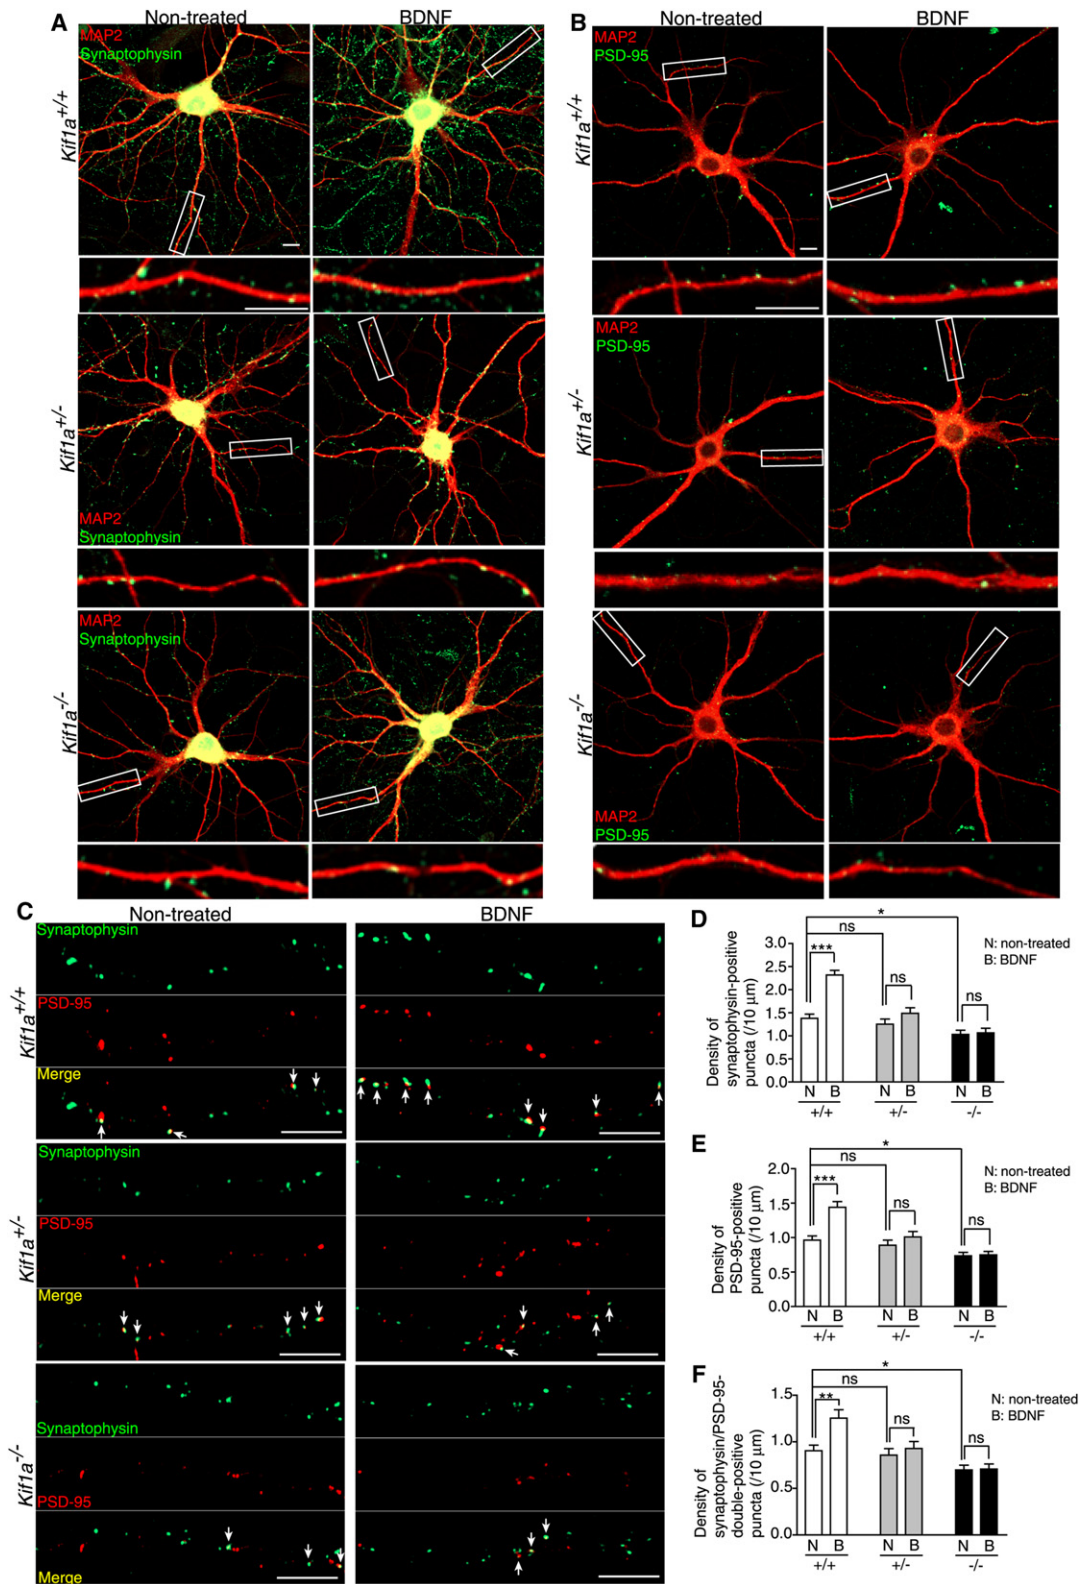 A
Non-treated
BDNF
Kif1a+/+
MAP2
Synaptophysin
Kif1a+/-
MAP2
Synaptophysin
Kif1a-/-
MAP2
Synaptophysin
B
Non-treated
BDNF
MAP2
PSD-95
Kif1a+/+
MAP2
PSD-95
Kif1a+/-
Kif1a-/-
MAP2
PSD-95
C
Non-treated
BDNF
Synaptophysin
PSD-95
Merge
Kif1a+/+
Synaptophysin
PSD-95
Merge
Kif1a+/-
Synaptophysin
PSD-95
Merge
Kif1a-/-
D
Density of
synaptophysin-positive
puncta (/10 µm)
3.0
2.5
2.0
1.5
1.0
0.5
0.0
*
ns
***
ns
ns
N: non-treated
B: BDNF
N B N B N B
+/+ +/- -/-
E
Density of
PSD-95-positive
puncta (/10 µm)
2.0
1.5
1.0
0.5
0.0
*
ns
***
ns
ns
N: non-treated
B: BDNF
N B N B N B
+/+ +/- -/-
F
Density of
synaptophysin/PSD-95-
double-positive
puncta (/10 µm)
1.5
1.0
0.5
0.0
*
ns
**
ns
ns
N: non-treated
B: BDNF
N B N B N B
+/+ +/- -/-